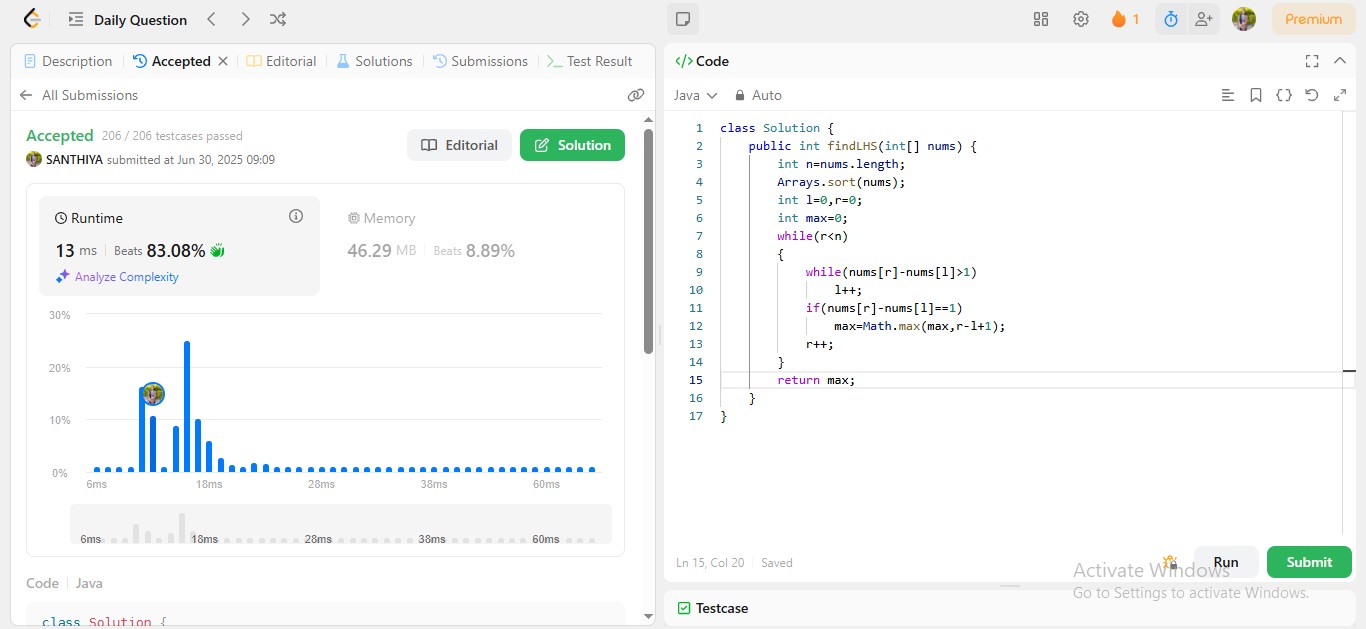 Daily Question
1
Premium
Description
Accepted
Editorial
Solutions
Submissions
Test Result
All Submissions
Accepted 206 / 206 testcases passed
SANTHIYA submitted at Jun 30, 2025 09:09
Editorial
Solution
Runtime
13 ms Beats 83.08%
Analyze Complexity
Memory
46.29 MB Beats 8.89%
30%
20%
10%
0%
6ms 18ms 28ms 38ms 60ms
6ms 18ms 28ms 38ms 60ms
Code Java
class Solution {
</> Code
Java Auto
1 class Solution {
2 public int findLHS(int[] nums) {
3 int n=nums.length;
4 Arrays.sort(nums);
5 int l=0,r=0;
6 int max=0;
7 while(r<n)
8 {
9 while(nums[r]-nums[l]>1)
10 l++;
11 if(nums[r]-nums[l]==1)
12 max=Math.max(max,r-l+1);
13 r++;
14 }
15 return max;
16 }
17 }
Ln 15, Col 20 Saved
Run
Submit
Activate Windows
Go to Settings to activate Windows.
Testcase